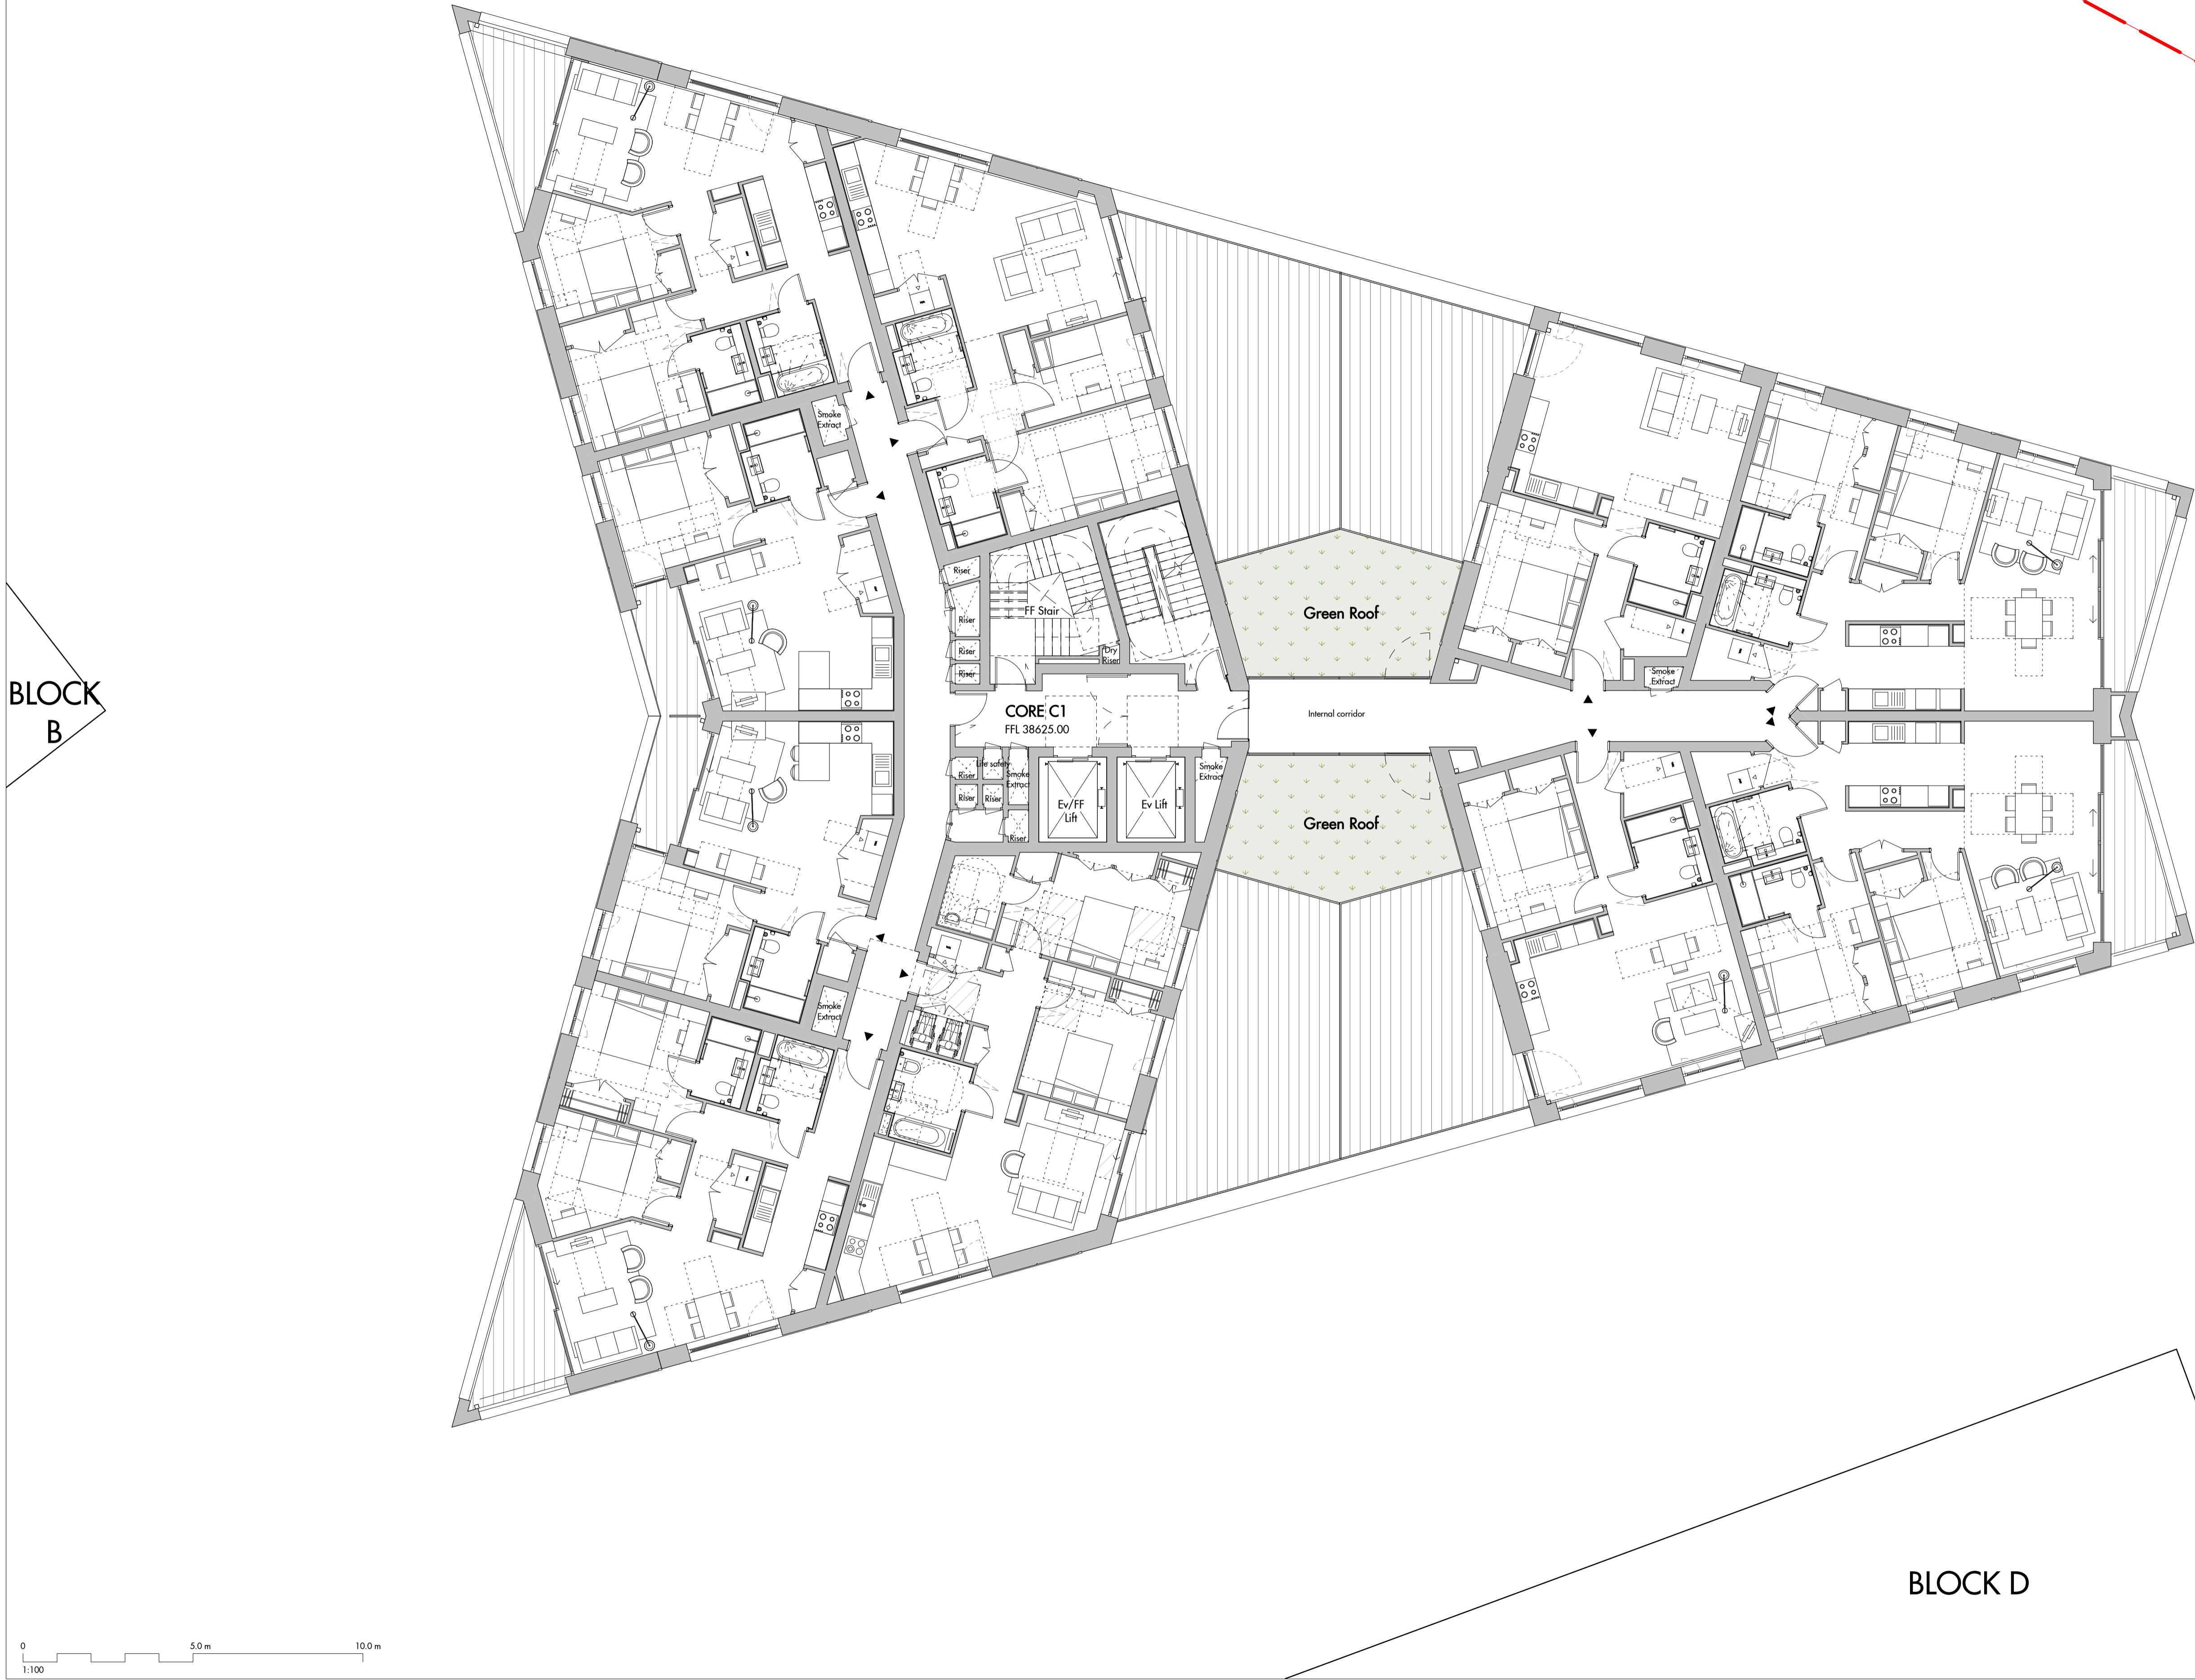 Smoke
Extract
Riser
FF Stair
Riser
Riser
Dry
Riser
Riser
Green Roof
Smoke
Extract
BLOCK
B
CORE C1
FFL 38625.00
Internal corridor
Life safety
Riser
Smoke
Extract
Smoke
Extract
Riser
Riser
Ev/FF
Lift
Ev Lift
Riser
Green Roof
Smoke
Extract
BLOCK D
0
5.0 m
10.0 m
1:100